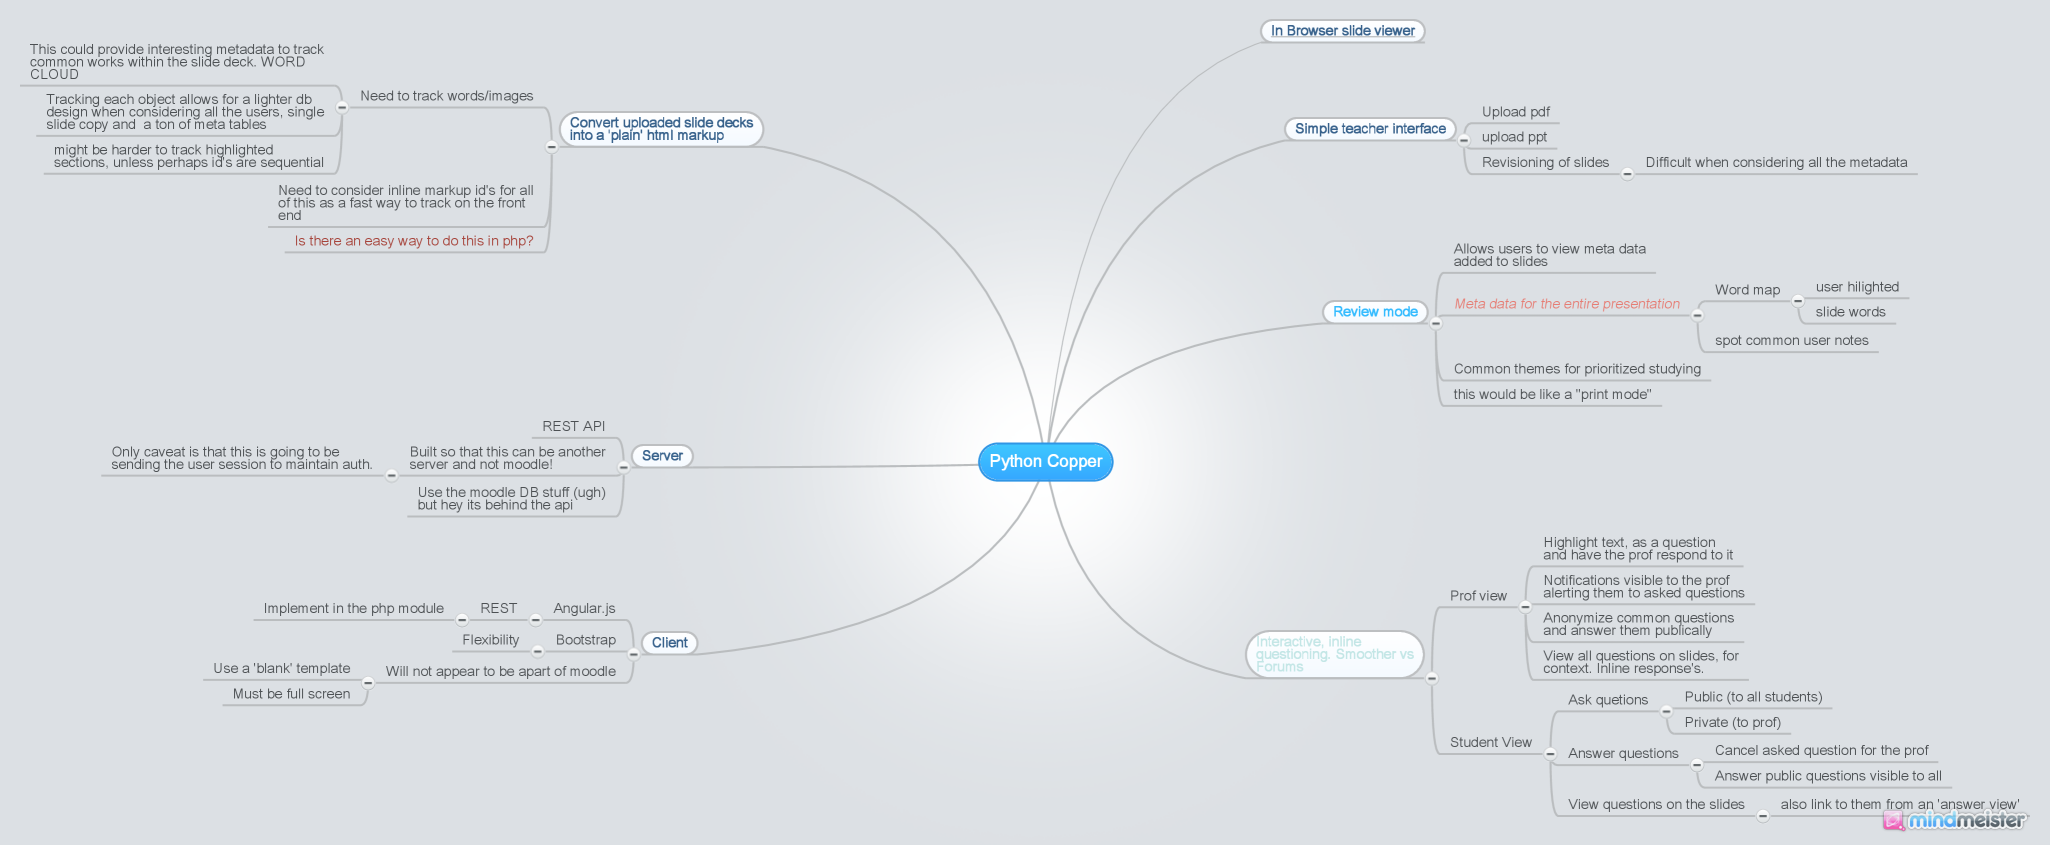 In Browser slide viewer
Simple teacher interface
Upload pdf
upload ppt
Revisioning of slides
Difficult when considering all the metadata
Review mode
Allows users to view meta data
added to slides
Meta data for the entire presentation
Word map
user hilighted
slide words
spot common user notes
Common themes for prioritized studying
this would be like a "print mode"
Python Copper
Interactive, Inline
questioning. Smoother vs
Forums
Prof view
Highlight text, as a question
and have the prof respond to it
Notifications visible to the prof
alerting them to asked questions
Anonymize common questions
and answer them publically
View all questions on slides, for
context. Inline response's.
Student View
Ask quetions
Public (to all students)
Private (to prof)
Answer questions
Cancel asked question for the prof
Answer public questions visible to all
View questions on the slides
also link to them from an 'answer view'
Convert uploaded slide decks
into a 'plain' html markup
Need to track words/images
This could provide interesting metadata to track
common works within the slide deck. WORD
CLOUD
Tracking each object allows for a lighter db
design when considering all the users, single
slide copy and  a ton of meta tables
might be harder to track highlighted
sections, unless perhaps id's are sequential
Need to consider inline markup id's for all
of this as a fast way to track on the front
end
Is there an easy way to do this in php?
Server
REST API
Built so that this can be another
server and not moodle!
Only caveat is that this is going to be
sending the user session to maintain auth.
Use the moodle DB stuff (ugh)
but hey its behind the api
Client
Angular.js
REST
Implement in the php module
Bootstrap
Flexibility
Will not appear to be apart of moodle
Use a 'blank' template
Must be full screen
mindmeister